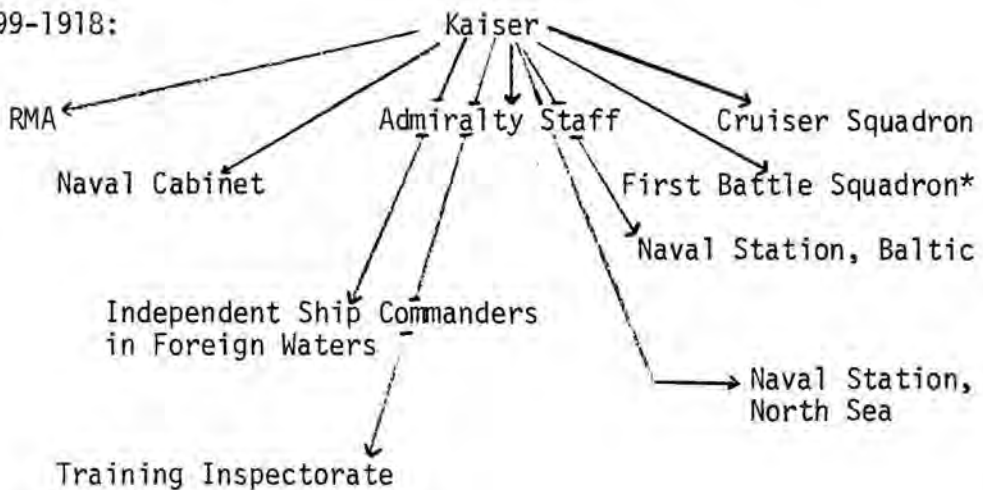 99-1918:
Kaiser
RMA
Admiralty Staff
Cruiser Squadron
Naval Cabinet
First Battle Squadron*
Naval Station, Baltic
Independent Ship Commanders
in Foreign Waters
Naval Station,
North Sea
Training Inspectorate